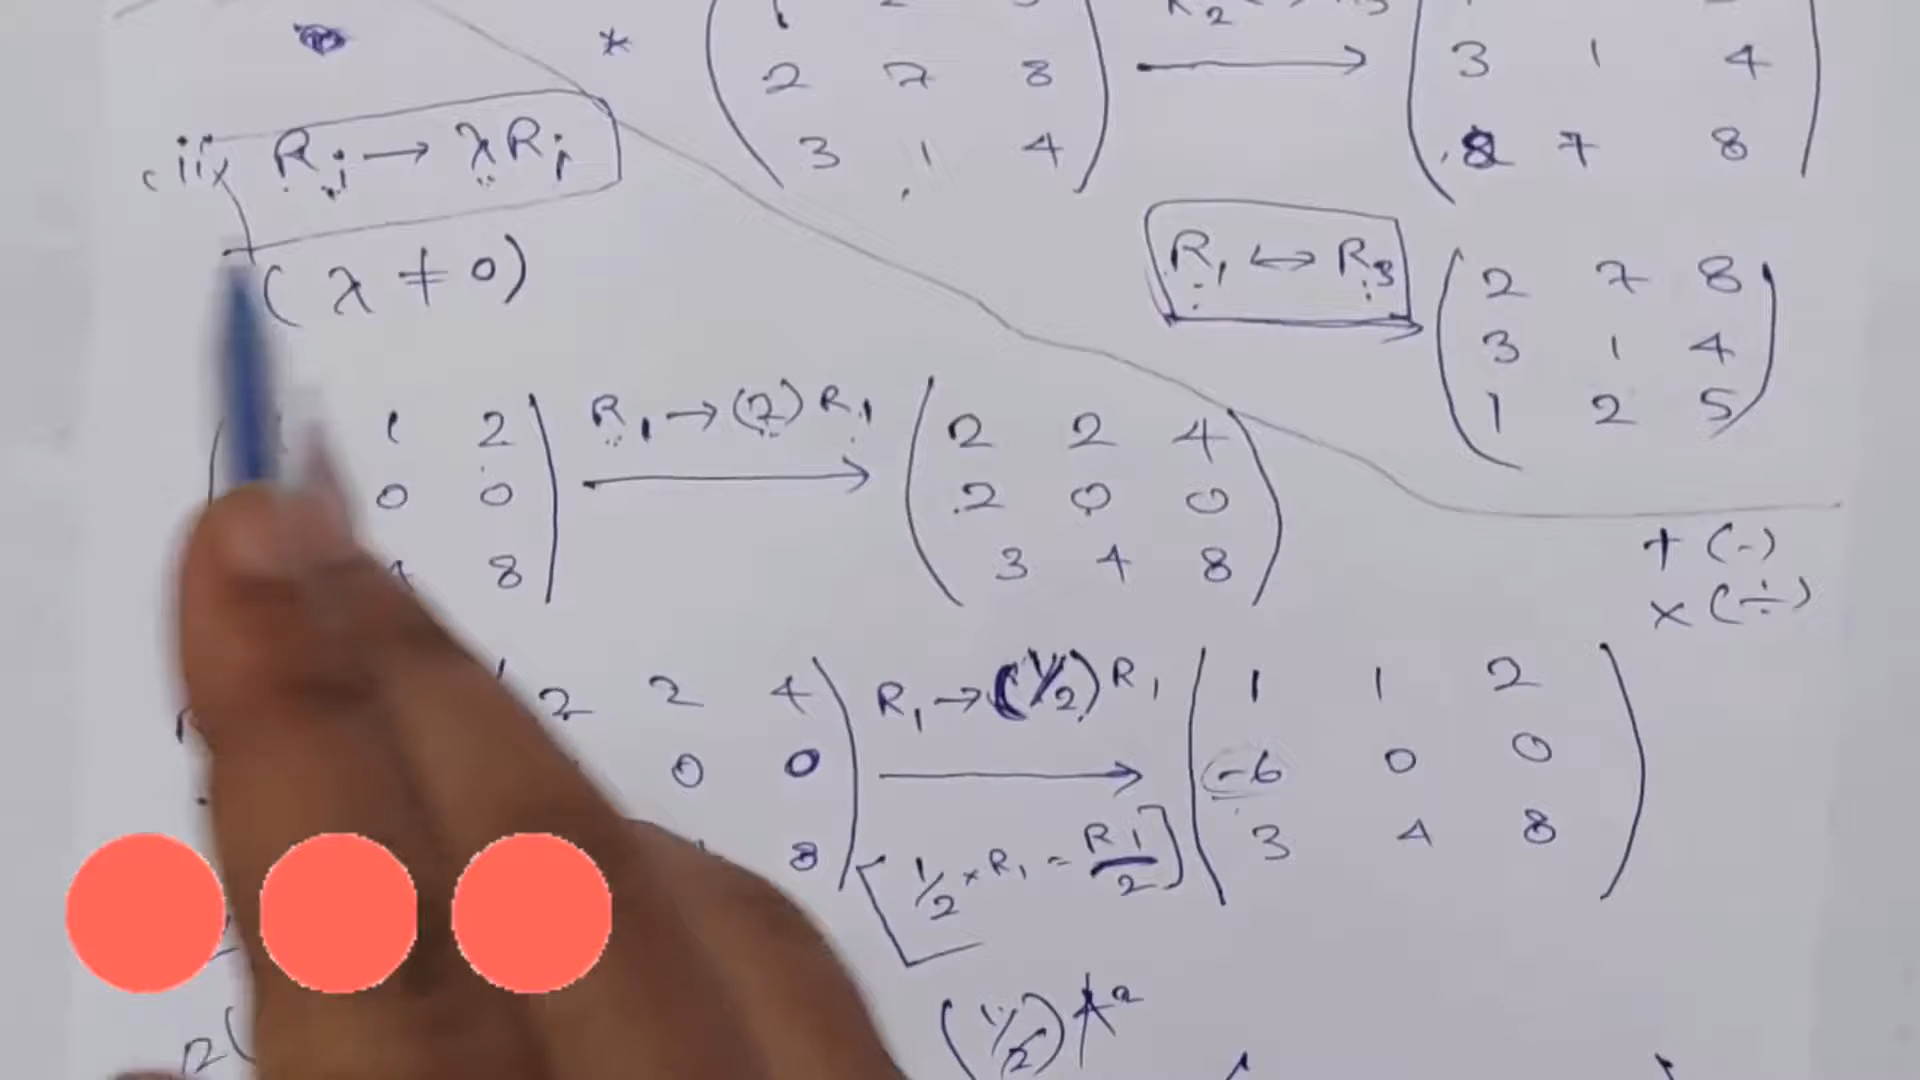 *
2 7 8
3 1 4
3 1 4
7 8
(ii) Ri → λRi
(λ ≠ 0)
R1 ↔ R3
2 7 8
3 1 4
1 2 5
1 2
0 0
8
R1 → (2) R1
2 2 4
2 0 0
3 4 8
+ (-)
× (÷)
2 2 4
0 0
8
R1 → (1/2) R1
[1/2 × R1 = R1/2]
1 1 2
-6 0 0
3 4 8
(1/2)